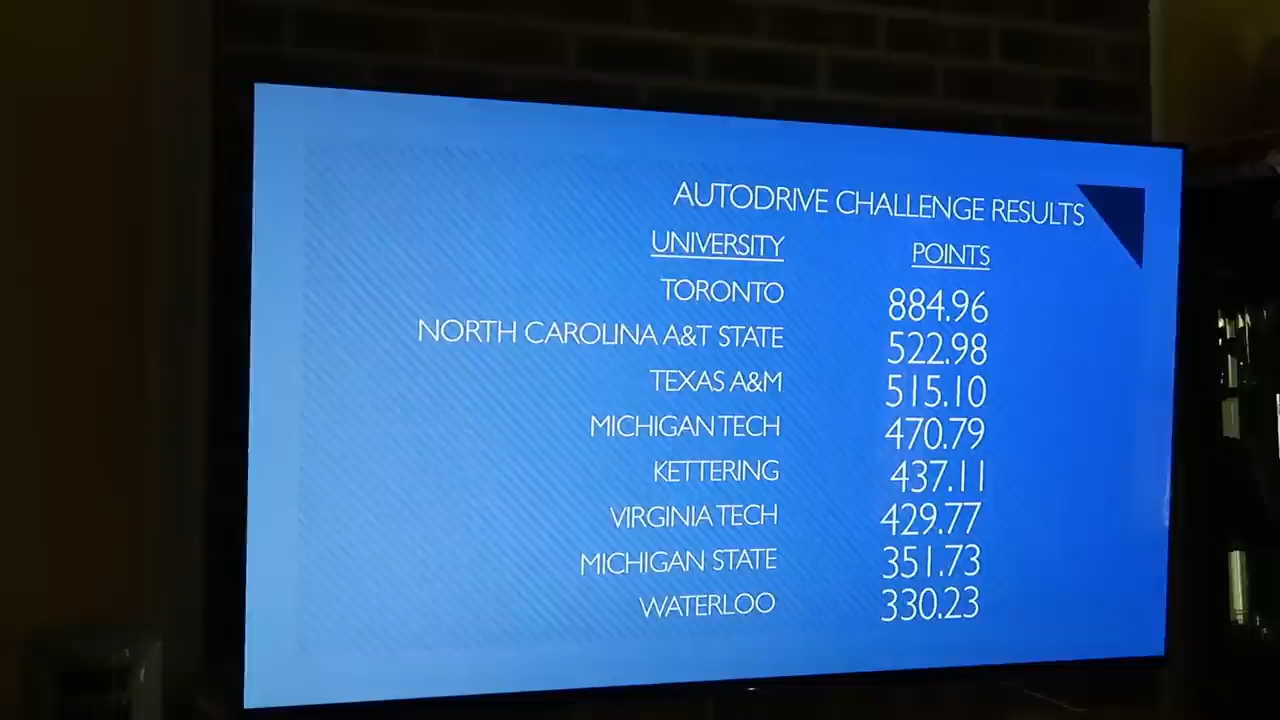 AUTODRIVE CHALLENGE RESULTS
UNIVERSITY POINTS
TORONTO 884.96
NORTH CAROLINA A&T STATE 522.98
TEXAS A&M 515.10
MICHIGAN TECH 470.79
KETTERING 437.11
VIRGINIA TECH 429.77
MICHIGAN STATE 351.73
WATERLOO 330.23